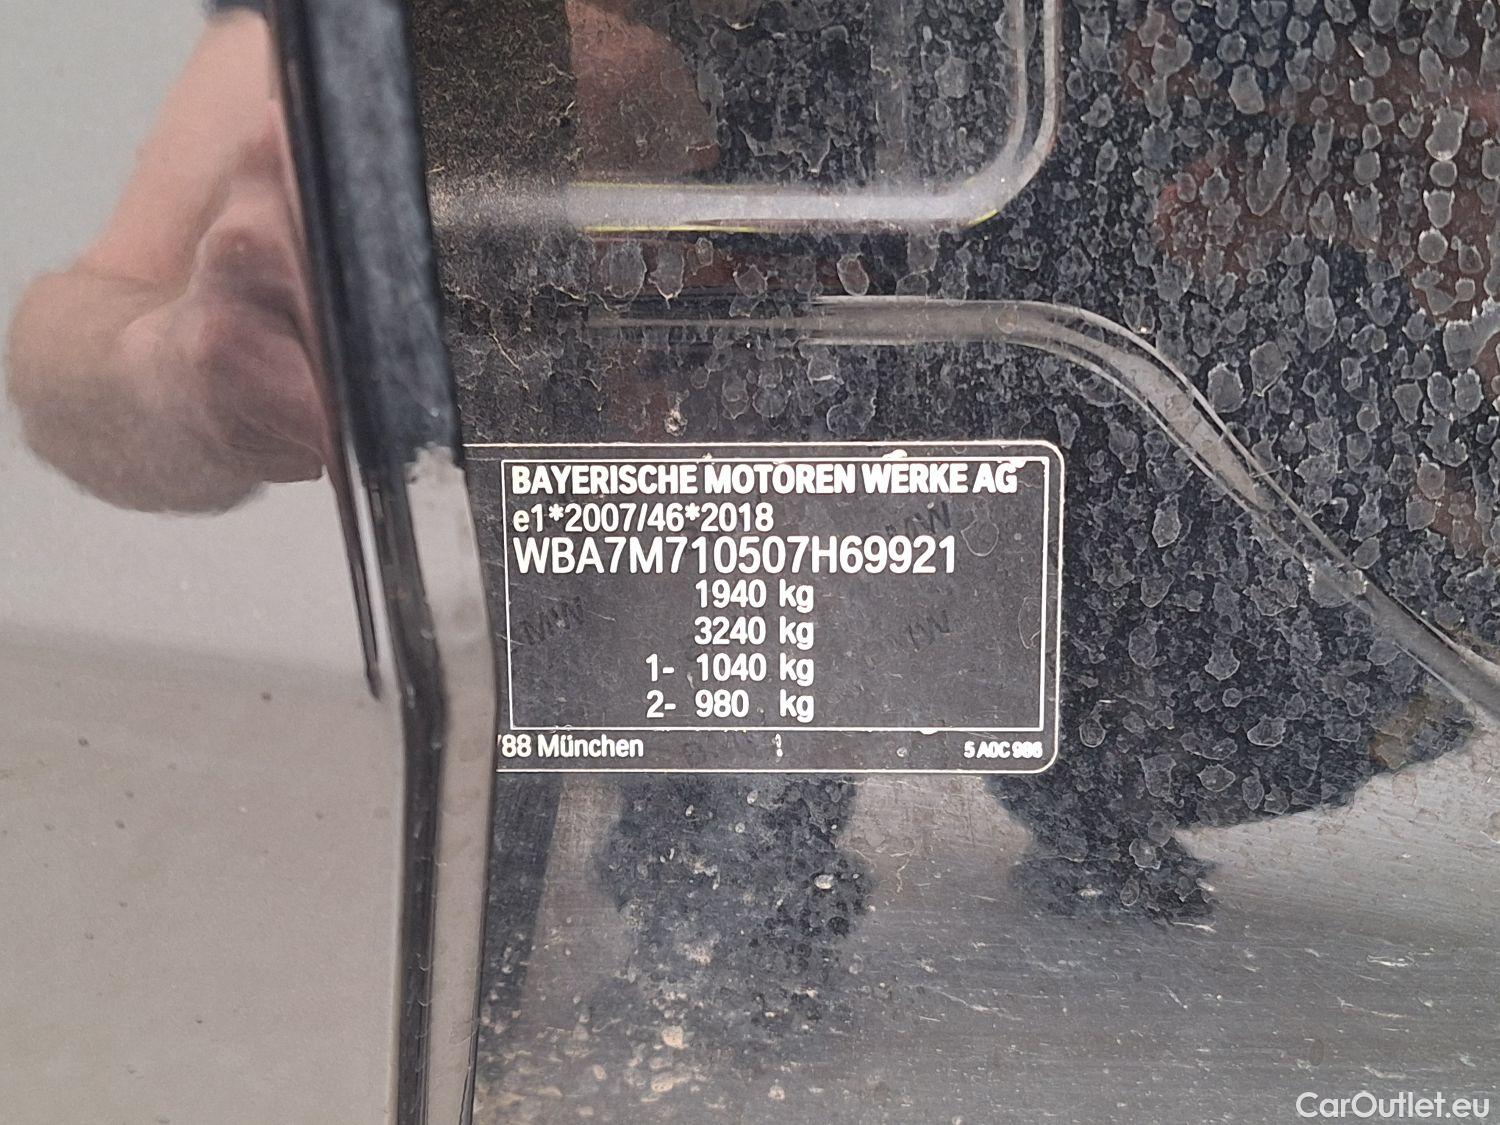 BAYERISCHE MOTOREN WERKE AG
e1*2007/46*2018
WBA7M710507H69921
1940 kg
3240 kg
1- 1040 kg
2- 980 kg
/88 München 5 A0C 986
CarOutlet.eu